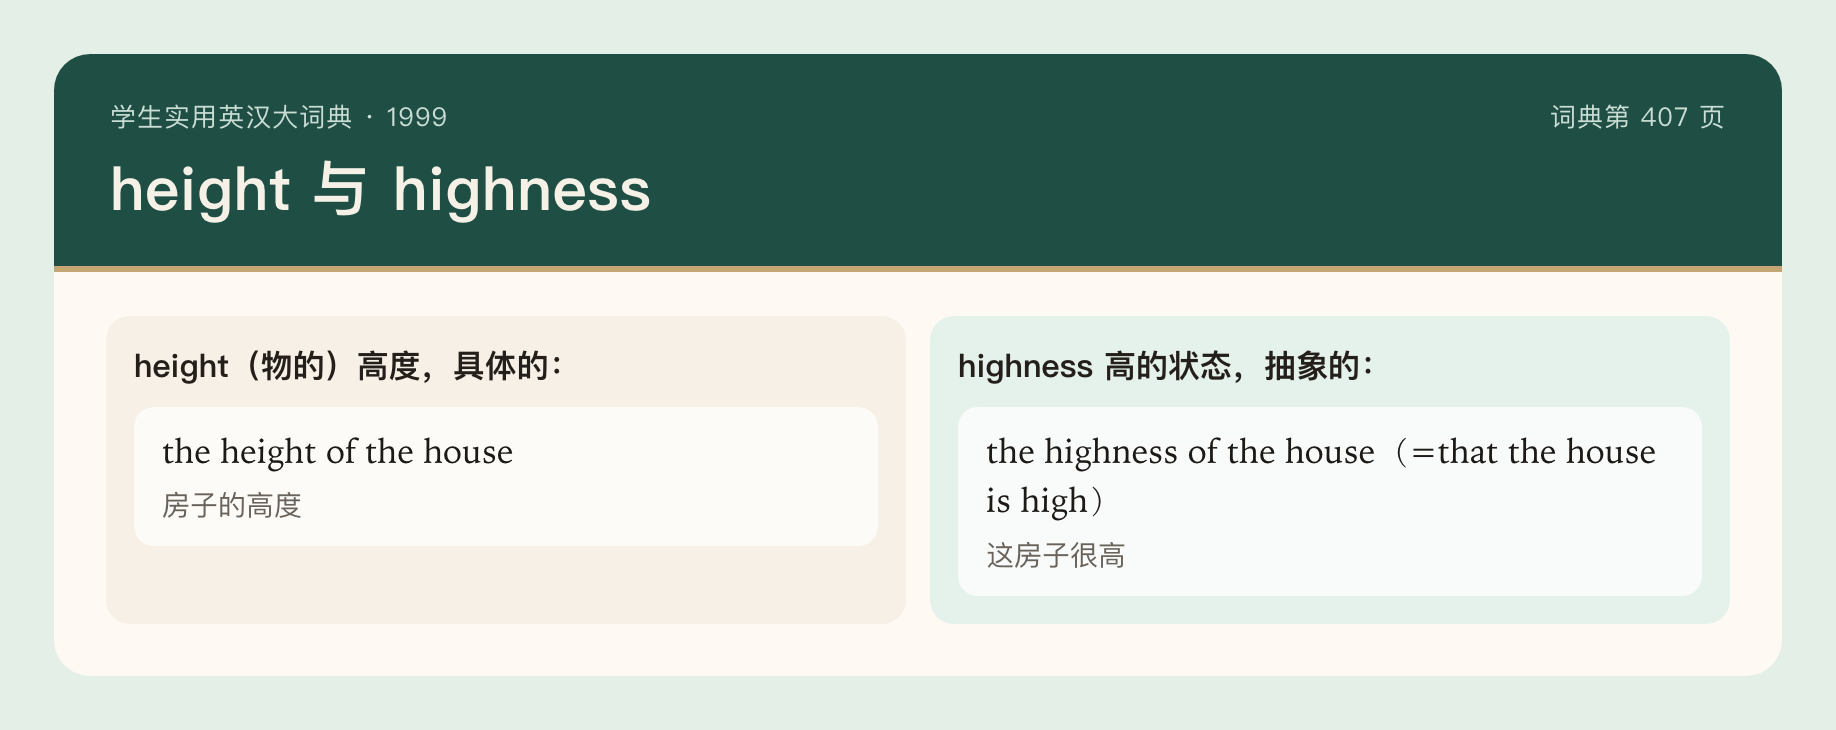 学生实用英汉大词典 · 1999
词典第 407 页
height 与 highness
height（物的）高度，具体的：
the height of the house
房子的高度
highness 高的状态，抽象的：
the highness of the house（=that the house
is high）
这房子很高